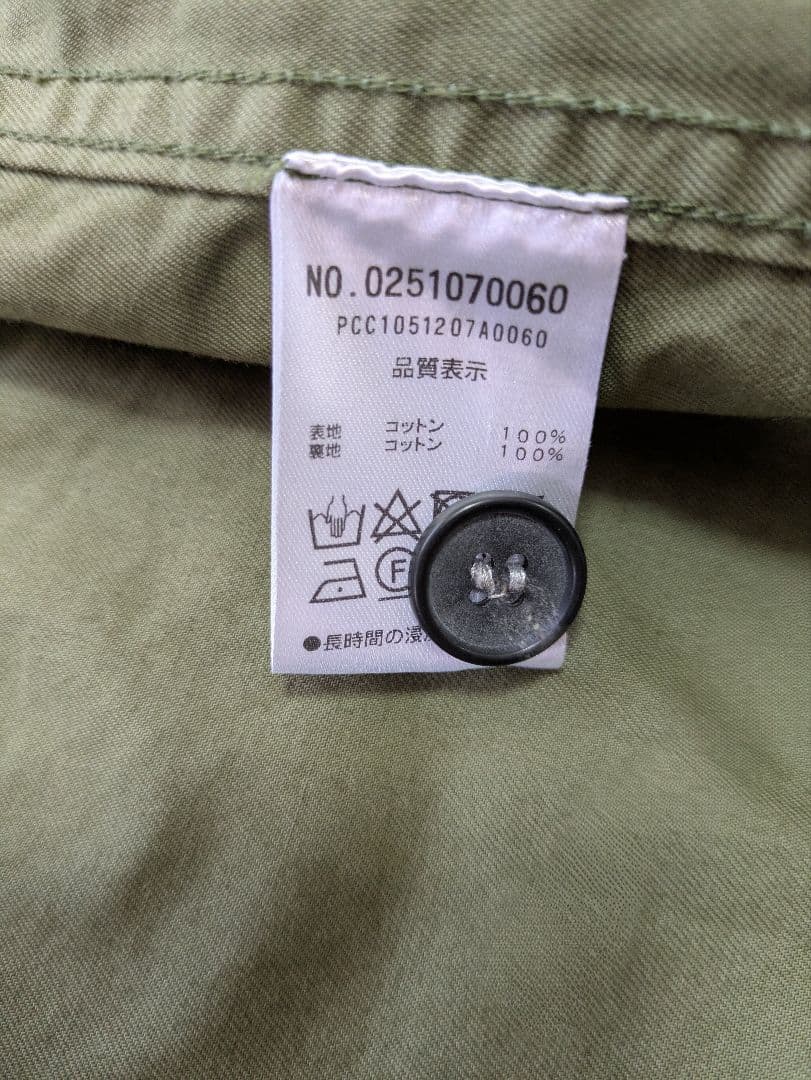 NO.0251070060
PCC1051207A0060
品質表示
表地 コットン 100%
裏地 コットン 100%
F
●長時間の浸